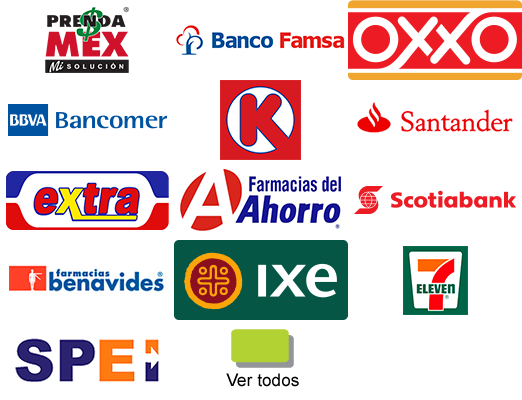 PRENDA
MEX®
Mi SOLUCIÓN
Banco Famsa
OXXO
BBVA Bancomer
K
Santander
extra
Farmacias del
Ahorro®
Scotiabank
farmacias
benavides®
ixe
7
ELEVEN
SPEI
Ver todos